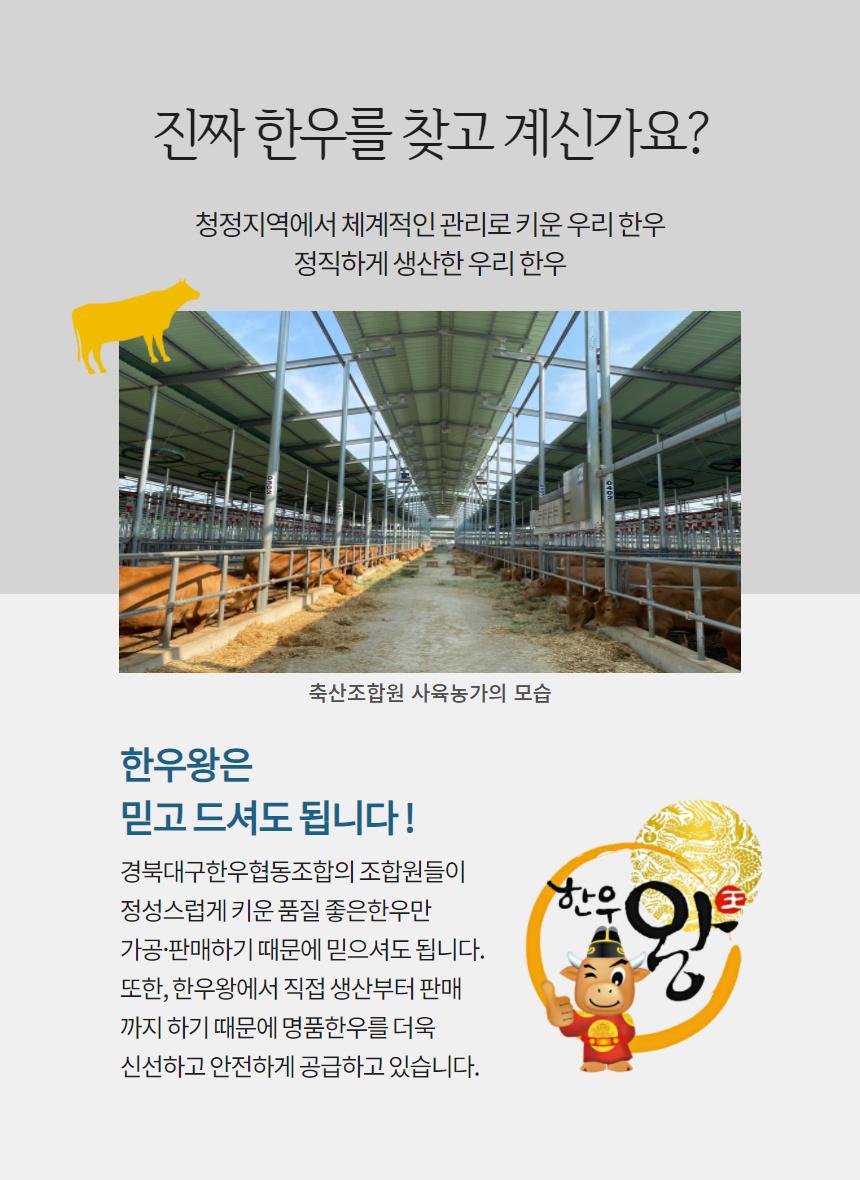 진짜 한우를 찾고 계신가요?
청정지역에서 체계적인 관리로 키운 우리 한우
정직하게 생산한 우리 한우
축산조합원 사육농가의 모습
한우왕은
믿고 드셔도 됩니다!
경북대구한우협동조합의 조합원들이
정성스럽게 키운 품질 좋은한우만
가공·판매하기 때문에 믿으셔도 됩니다.
또한, 한우왕에서 직접 생산부터 판매
까지 하기 때문에 명품한우를 더욱
신선하고 안전하게 공급하고 있습니다.
한우
왕
王